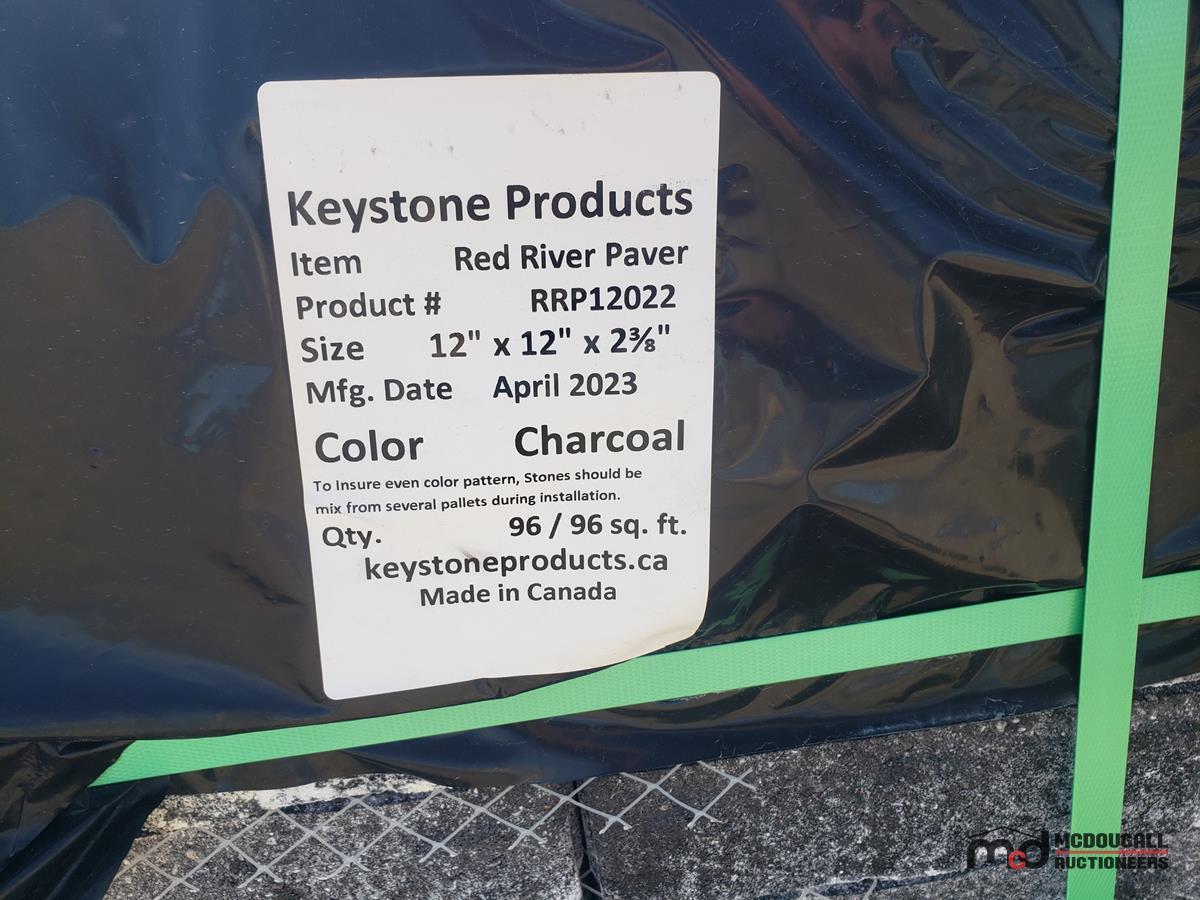 Keystone Products
Item Red River Paver
Product # RRP12022
Size 12" x 12" x 2⅜"
Mfg. Date April 2023
Color Charcoal
To Insure even color pattern, Stones should be
mix from several pallets during installation.
Qty. 96 / 96 sq. ft.
keystoneproducts.ca
Made in Canada
mcd MCDOUGALL
AUCTIONEERS